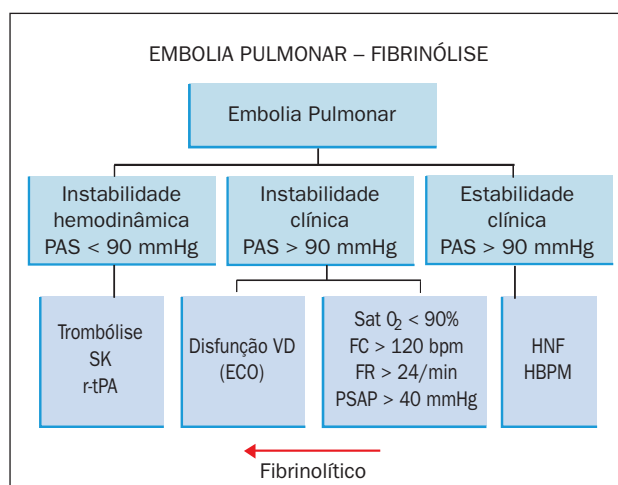 EMBOLIA PULMONAR – FIBRINÓLISE
Embolia Pulmonar
Instabilidade
hemodinâmica
PAS < 90 mmHg
Instabilidade
clínica
PAS > 90 mmHg
Estabilidade
clínica
PAS > 90 mmHg
Trombólise
SK
r-tPA
Disfunção VD
(ECO)
Sat 0₂ < 90%
FC > 120 bpm
FR > 24/min
PSAP > 40 mmHg
HNF
HBPM
Fibrinolítico